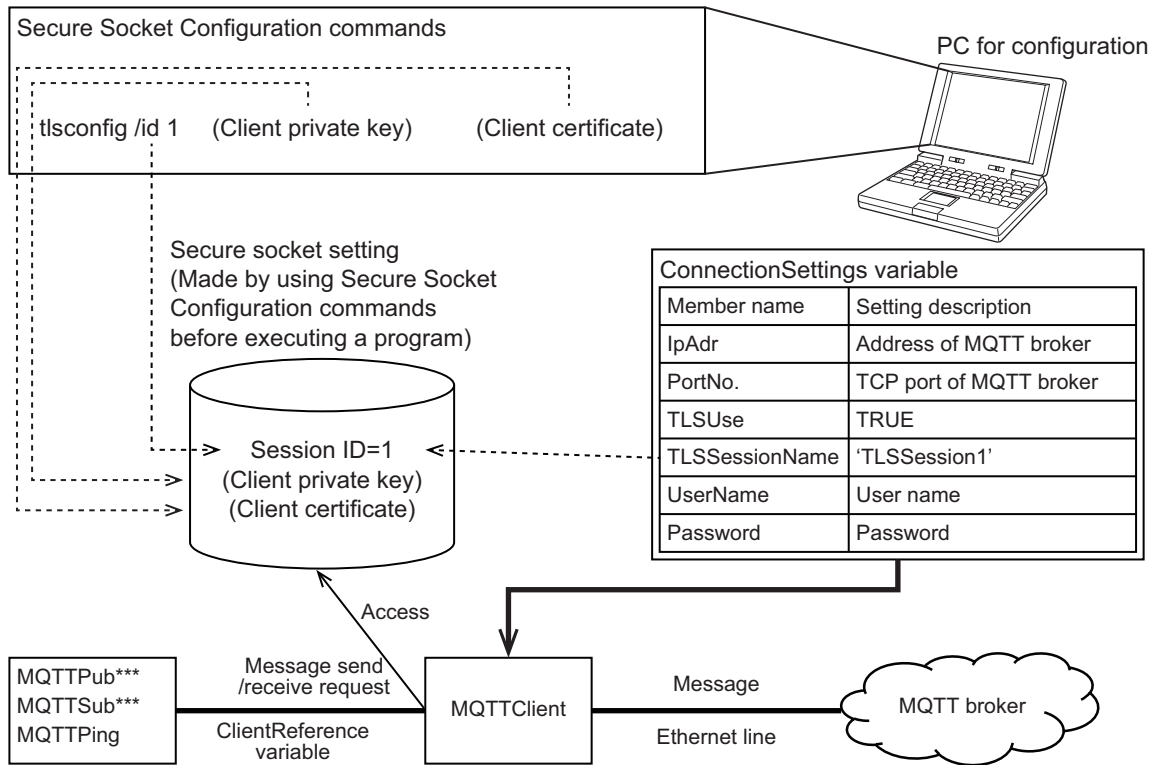 Secure Socket Configuration commands
PC for configuration
tlsconfig /id 1 (Client private key) (Client certificate)
Secure socket setting
(Made by using Secure Socket
Configuration commands
before executing a program)
ConnectionSettings variable
Member name Setting description
IpAdr Address of MQTT broker
PortNo. TCP port of MQTT broker
TLSUse TRUE
TLSSessionName ‘TLSSession1’
UserName User name
Password Password
Session ID=1
(Client private key)
(Client certificate)
Access
MQTTPub***
MQTTSub***
MQTTPing
Message send
/receive request
ClientReference
variable
MQTTClient
Message
Ethernet line
MQTT broker